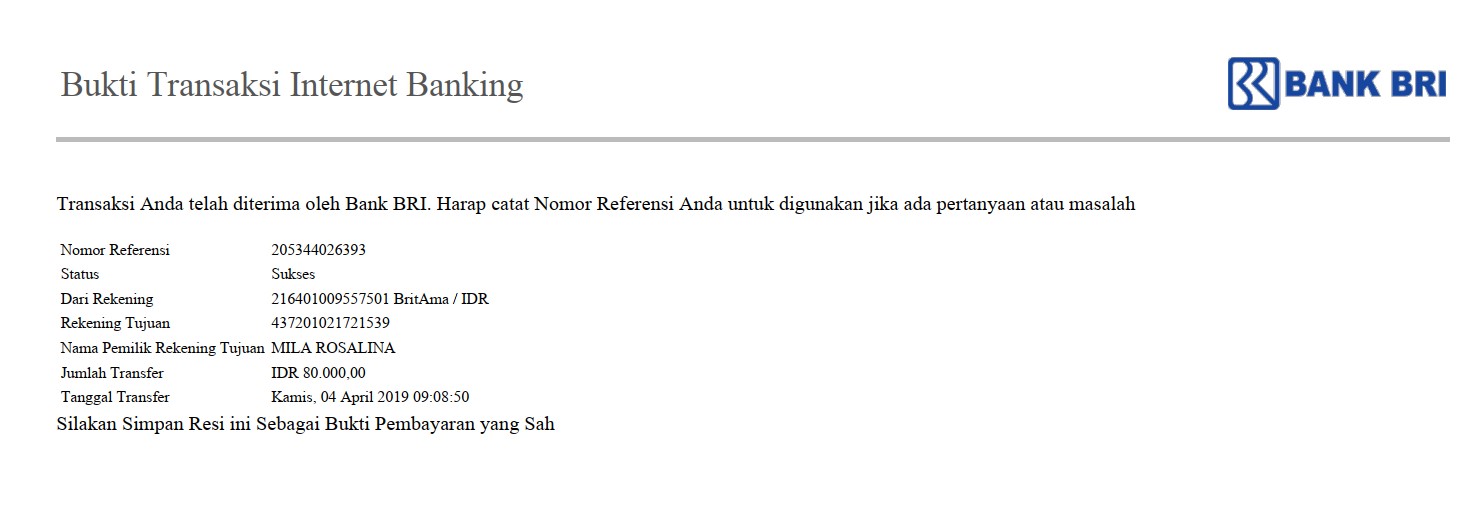 Bukti Transaksi Internet Banking
BANK BRI
Transaksi Anda telah diterima oleh Bank BRI. Harap catat Nomor Referensi Anda untuk digunakan jika ada pertanyaan atau masalah
Nomor Referensi 205344026393
Status Sukses
Dari Rekening 216401009557501 BritAma / IDR
Rekening Tujuan 437201021721539
Nama Pemilik Rekening Tujuan MILA ROSALINA
Jumlah Transfer IDR 80.000,00
Tanggal Transfer Kamis, 04 April 2019 09:08:50
Silakan Simpan Resi ini Sebagai Bukti Pembayaran yang Sah